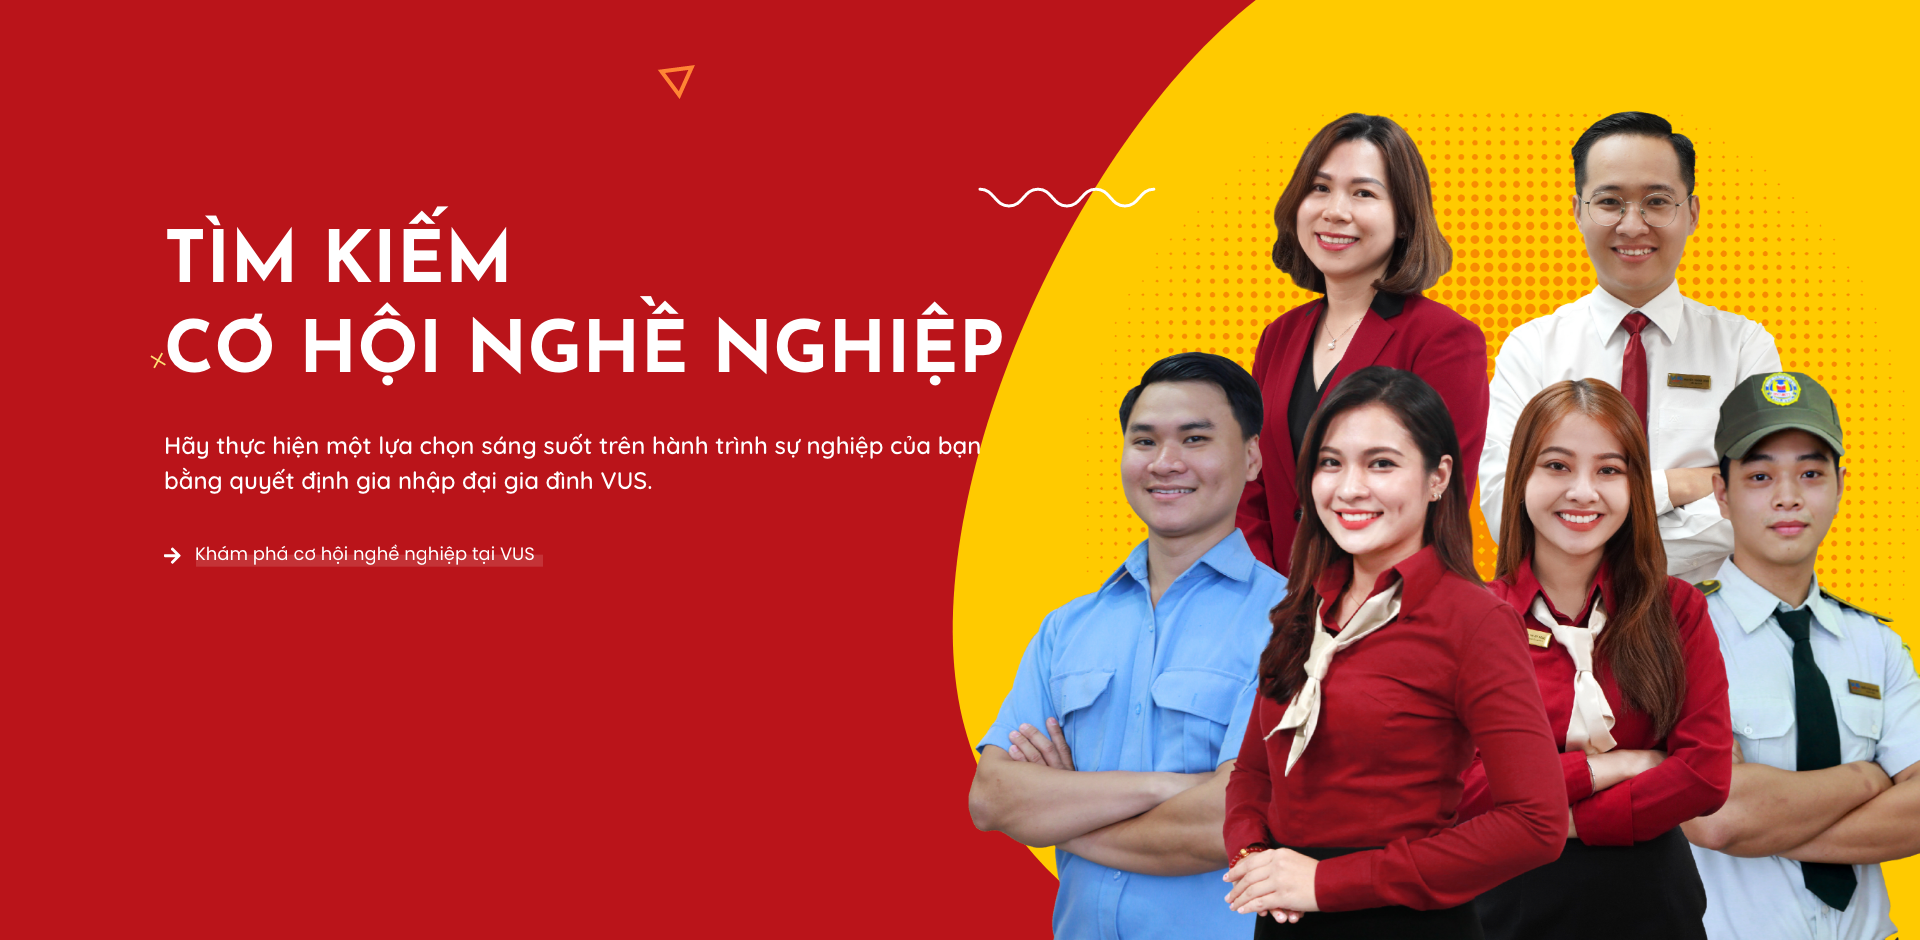 TÌM KIẾM
CƠ HỘI NGHỀ NGHIỆP
Hãy thực hiện một lựa chọn sáng suốt trên hành trình sự nghiệp của bạn
bằng quyết định gia nhập đại gia đình VUS.
Khám phá cơ hội nghề nghiệp tại VUS